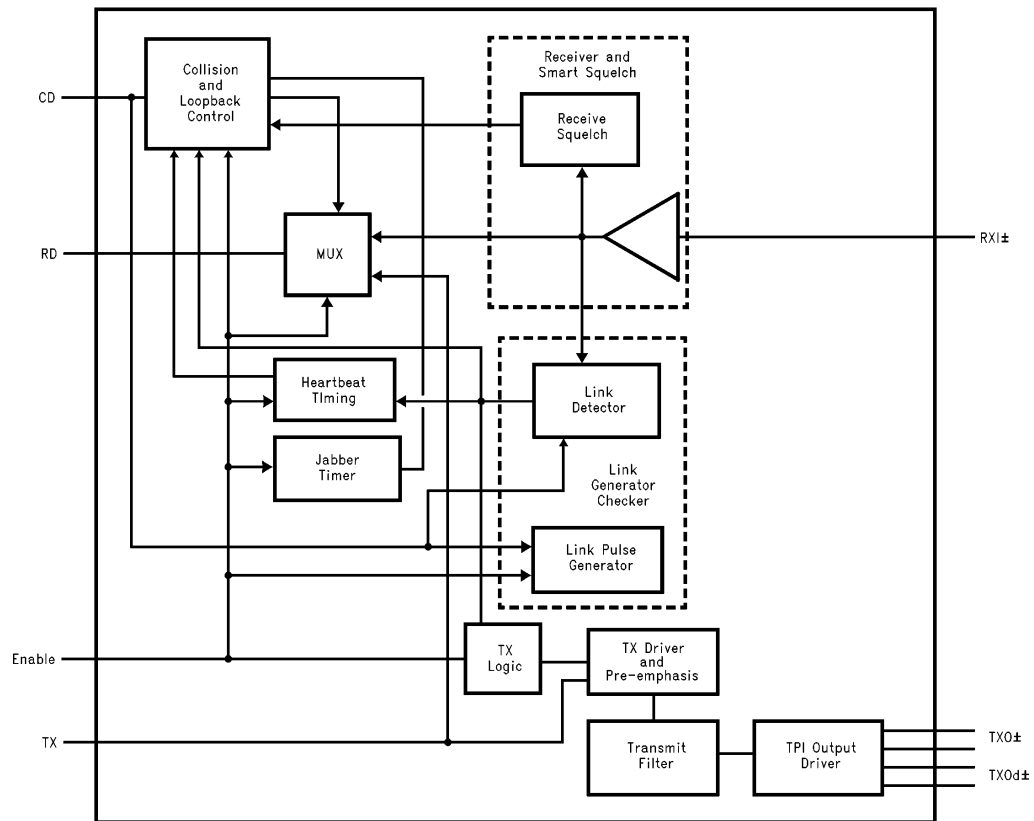 Collision
and
Loopback
Control
Receiver and
Smart Squelch
Receive
Squelch
CD
RD
MUX
RXI±
Heartbeat
TIming
Link
Detector
Jabber
Timer
Link
Generator
Checker
Link Pulse
Generator
Enable
TX
Logic
TX Driver
and
Pre-emphasis
TX
Transmit
Filter
TPI Output
Driver
TXO±
TXOd±